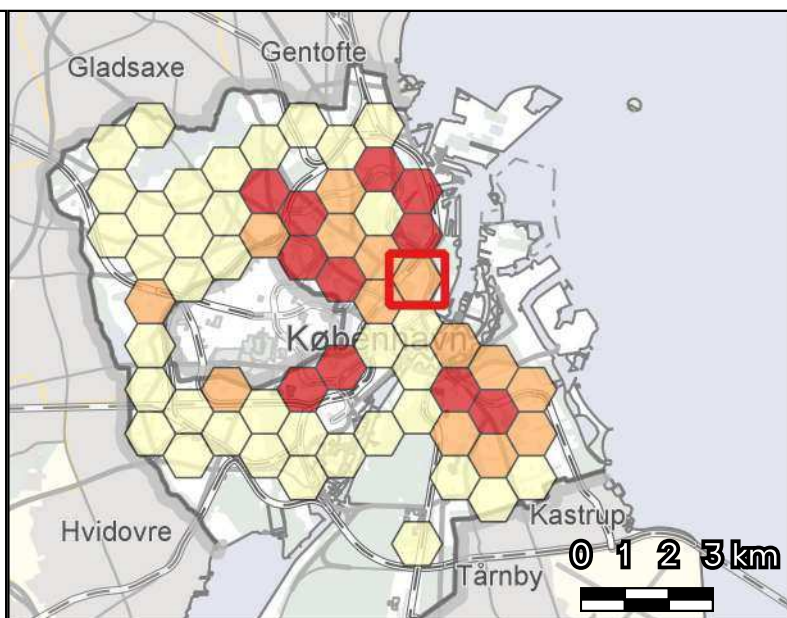 Gentofte
Gladsaxe
København
Hvidovre
Kastrup
Tårnby
0 1 2 3 km